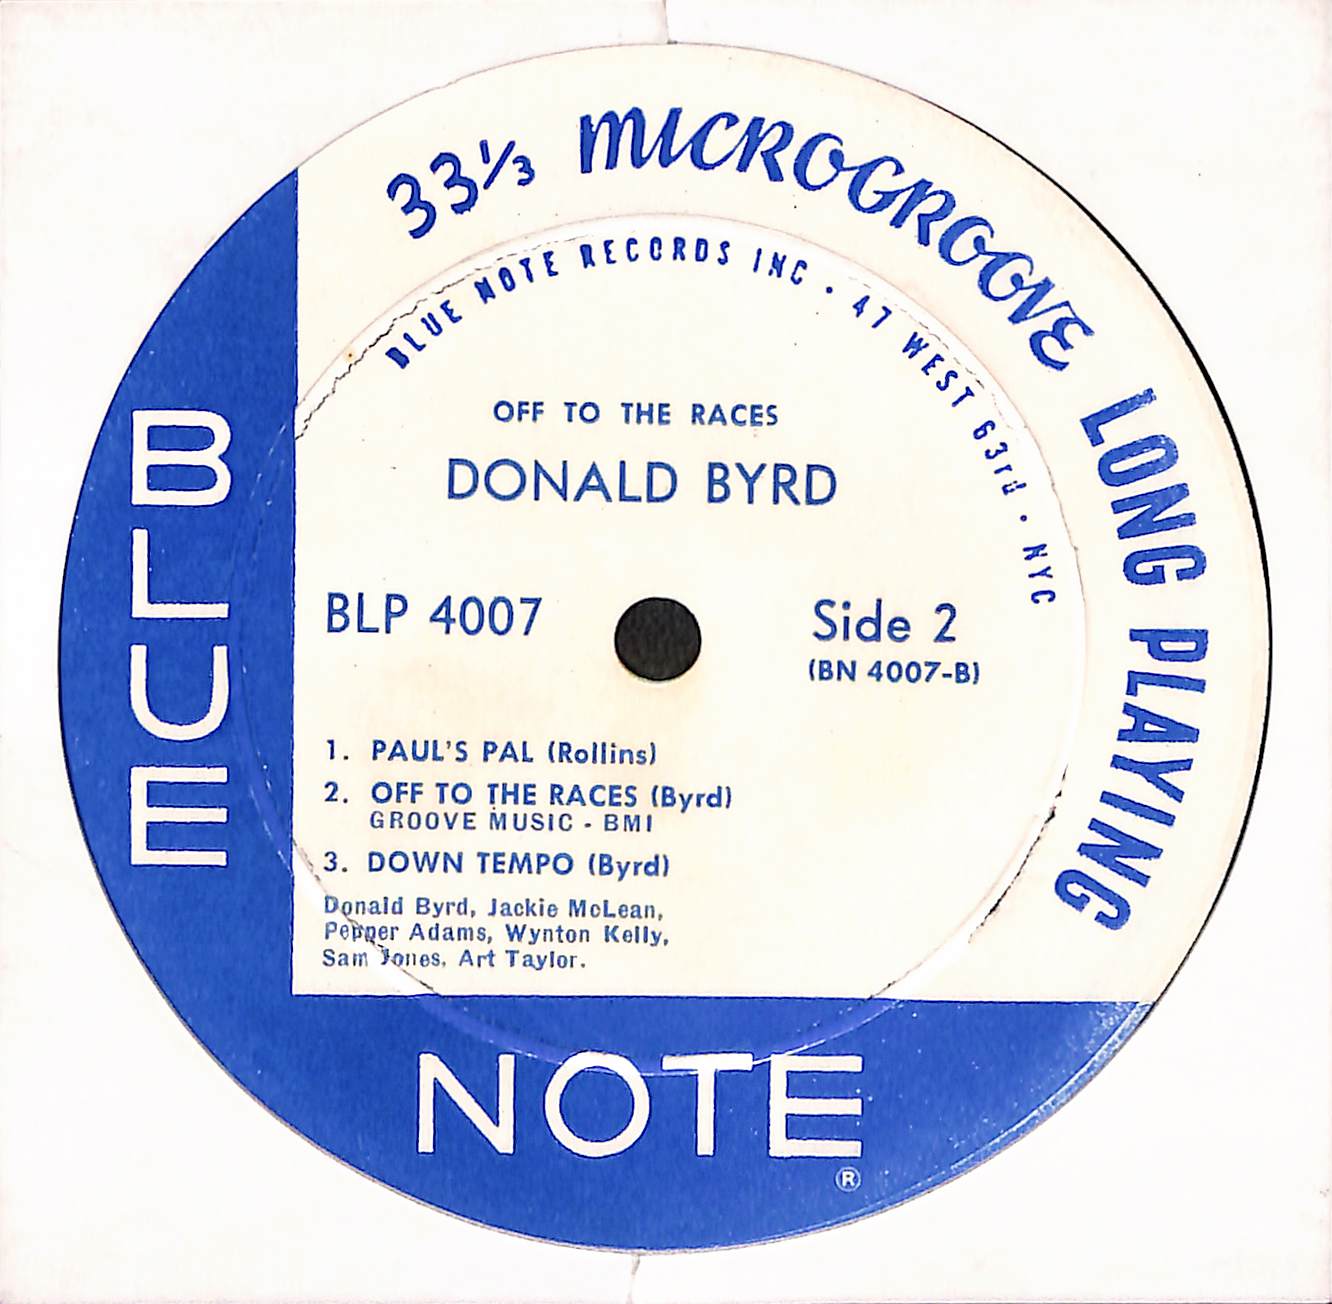 33⅓ MICROGROOVE LONG PLAYING
BLUE NOTE RECORDS INC • 47 WEST 63rd • NYC
OFF TO THE RACES
DONALD BYRD
BLP 4007
Side 2
(BN 4007-B)
1. PAUL'S PAL (Rollins)
2. OFF TO THE RACES (Byrd)
GROOVE MUSIC - BMI
3. DOWN TEMPO (Byrd)
Donald Byrd, Jackie McLean,
Pepper Adams, Wynton Kelly,
Sam Jones, Art Taylor.
BLUE
NOTE
®